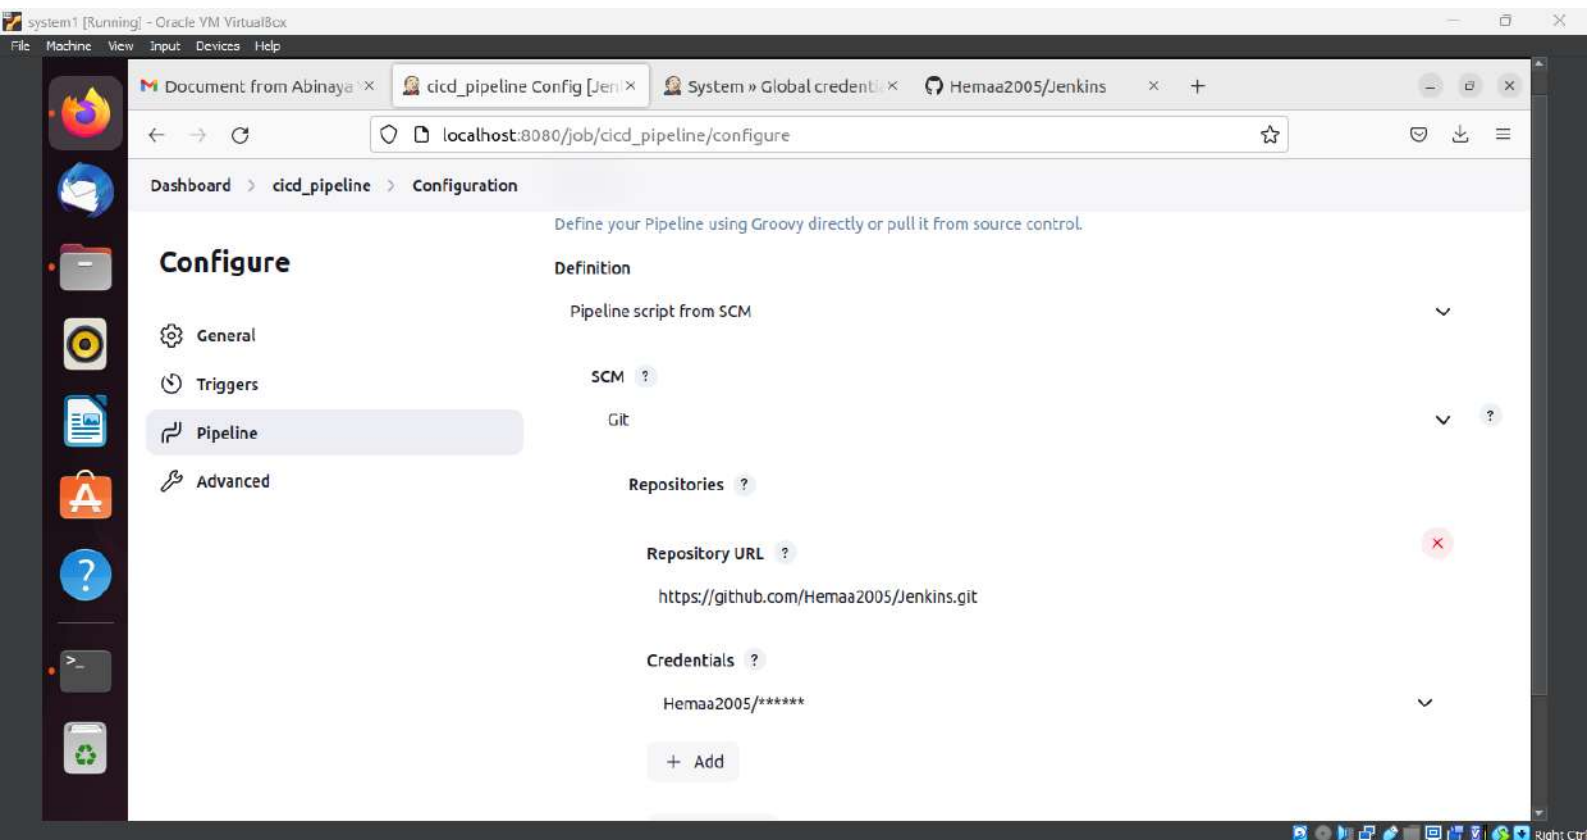 system1 [Running] - Oracle VM VirtualBox
File Machine View Input Devices Help
Document from Abinaya
cicd_pipeline Config [Jen
System » Global credenti
Hemaa2005/Jenkins
localhost:8080/job/cicd_pipeline/configure
Dashboard > cicd_pipeline > Configuration
Define your Pipeline using Groovy directly or pull it from source control.
Configure
Definition
Pipeline script from SCM
General
Triggers
Pipeline
Advanced
SCM ?
Git
?
Repositories ?
Repository URL ?
https://github.com/Hemaa2005/Jenkins.git
Credentials ?
Hemaa2005/******
+ Add
Right Ctrl